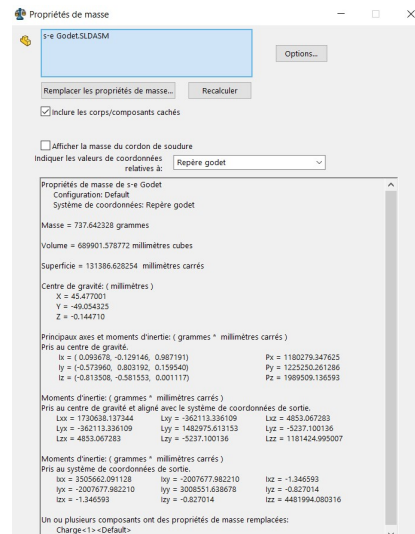 Propriétés de masse
s-e Godet.SLDASM
Options...
Remplacer les propriétés de masse...
Recalculer
Inclure les corps/composants cachés
Afficher la masse du cordon de soudure
Indiquer les valeurs de coordonnées relatives à:
Repère godet
Propriétés de masse de s-e Godet
Configuration: Default
Système de coordonnées: Repère godet
Masse = 737.642328 grammes
Volume = 689901.578772 millimètres cubes
Superficie = 131386.628254 millimètres carrés
Centre de gravité: ( millimètres )
X = 45.477001
Y = -49.054325
Z = -0.144710
Principaux axes et moments d'inertie: ( grammes * millimètres carrés )
Pris au centre de gravité.
Ix = ( 0.093678, -0.129146, 0.987191) Px = 1180279.347625
Iy = (-0.573960, 0.803192, 0.159540) Py = 1225250.261286
Iz = (-0.813508, -0.581553, 0.001117) Pz = 1989509.136593
Moments d'inertie: ( grammes * millimètres carrés )
Pris au centre de gravité et aligné avec le système de coordonnées de sortie.
Lxx = 1730638.137344 Lxy = -362113.336109 Lxz = 4853.067283
Lyx = -362113.336109 Lyy = 1482975.613153 Lyz = -5237.100136
Lzx = 4853.067283 Lzy = -5237.100136 Lzz = 1181424.995007
Moments d'inertie: ( grammes * millimètres carrés )
Pris au système de coordonnées de sortie.
Ixx = 3505662.091128 Ixy = -2007677.982210 Ixz = -1.346593
Iyx = -2007677.982210 Iyy = 3008551.638678 Iyz = -0.827014
Izx = -1.346593 Izy = -0.827014 Izz = 4481994.080316
Un ou plusieurs composants ont des propriétés de masse remplacées:
Charge<1><Default>